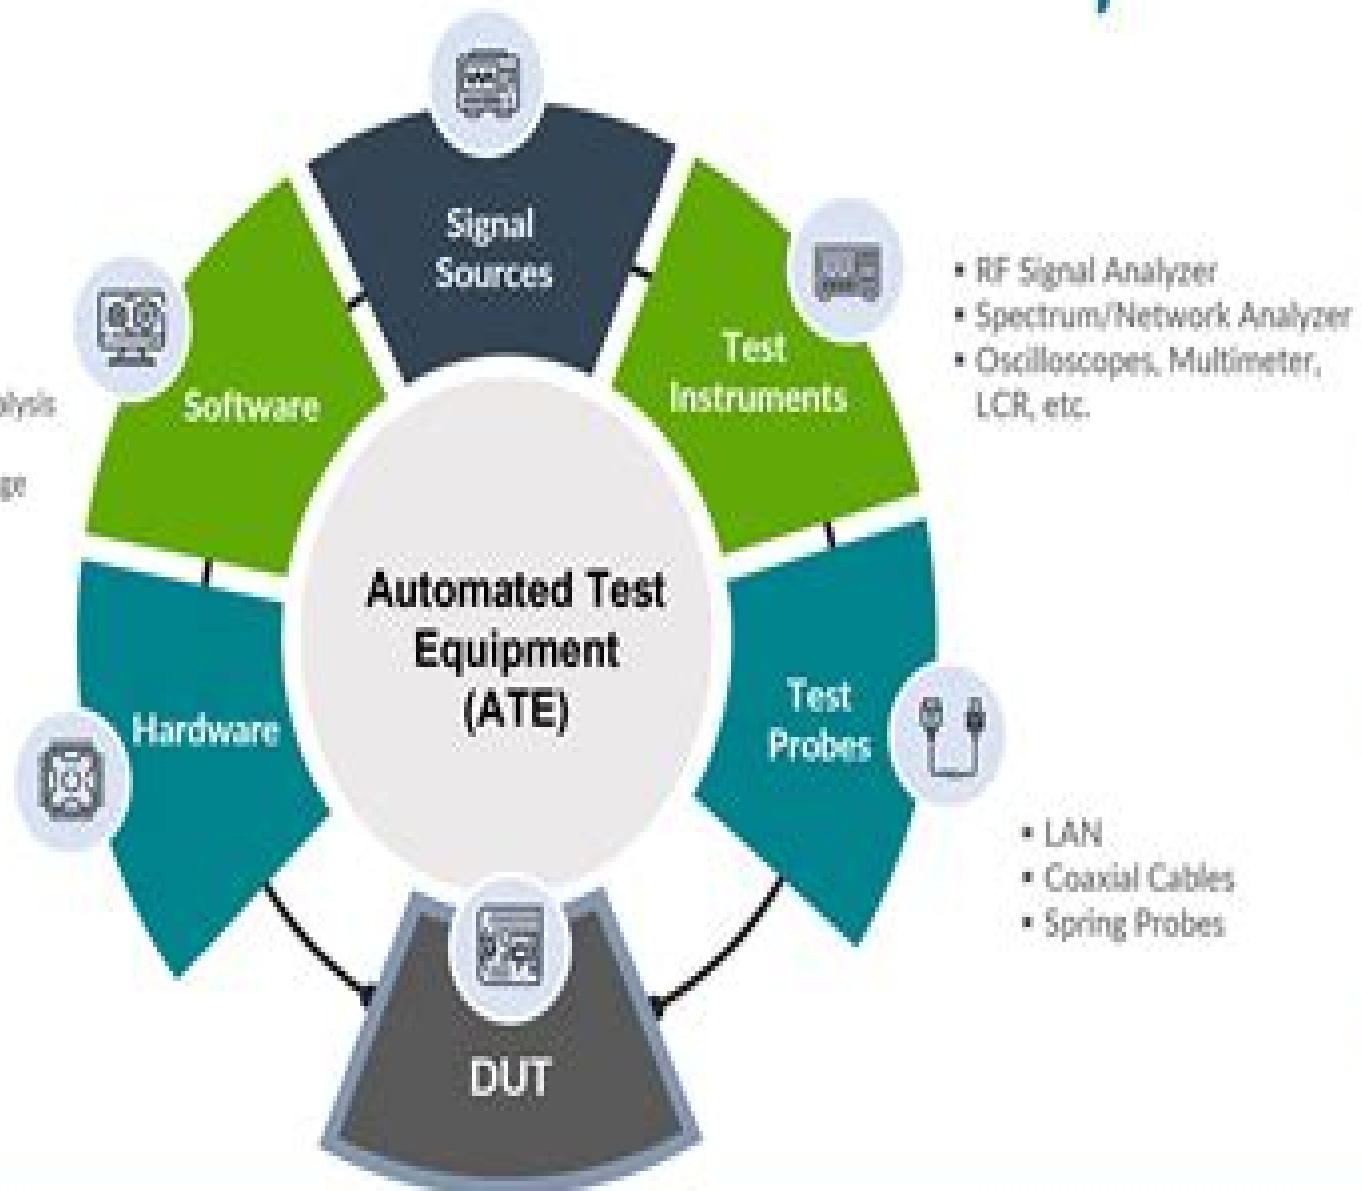 Signal
Sources
Test
Instruments
• RF Signal Analyzer
• Spectrum/Network Analyzer
• Oscilloscopes, Multimeter,
LCR, etc.
Software
Automated Test
Equipment
(ATE)
Hardware
Test
Probes
• LAN
• Coaxial Cables
• Spring Probes
DUT